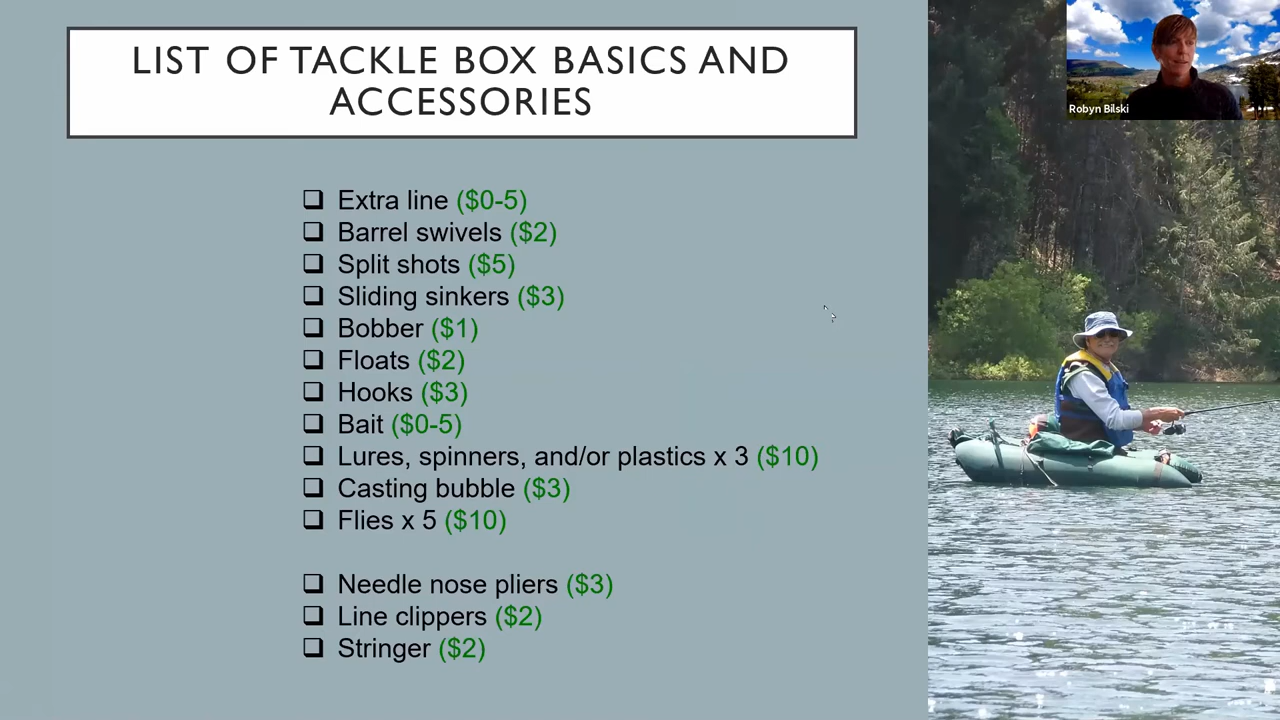 LIST OF TACKLE BOX BASICS AND
ACCESSORIES
Robyn Bilski
Extra line ($0-5)
Barrel swivels ($2)
Split shots ($5)
Sliding sinkers ($3)
Bobber ($1)
Floats ($2)
Hooks ($3)
Bait ($0-5)
Lures, spinners, and/or plastics x 3 ($10)
Casting bubble ($3)
Flies x 5 ($10)
Needle nose pliers ($3)
Line clippers ($2)
Stringer ($2)